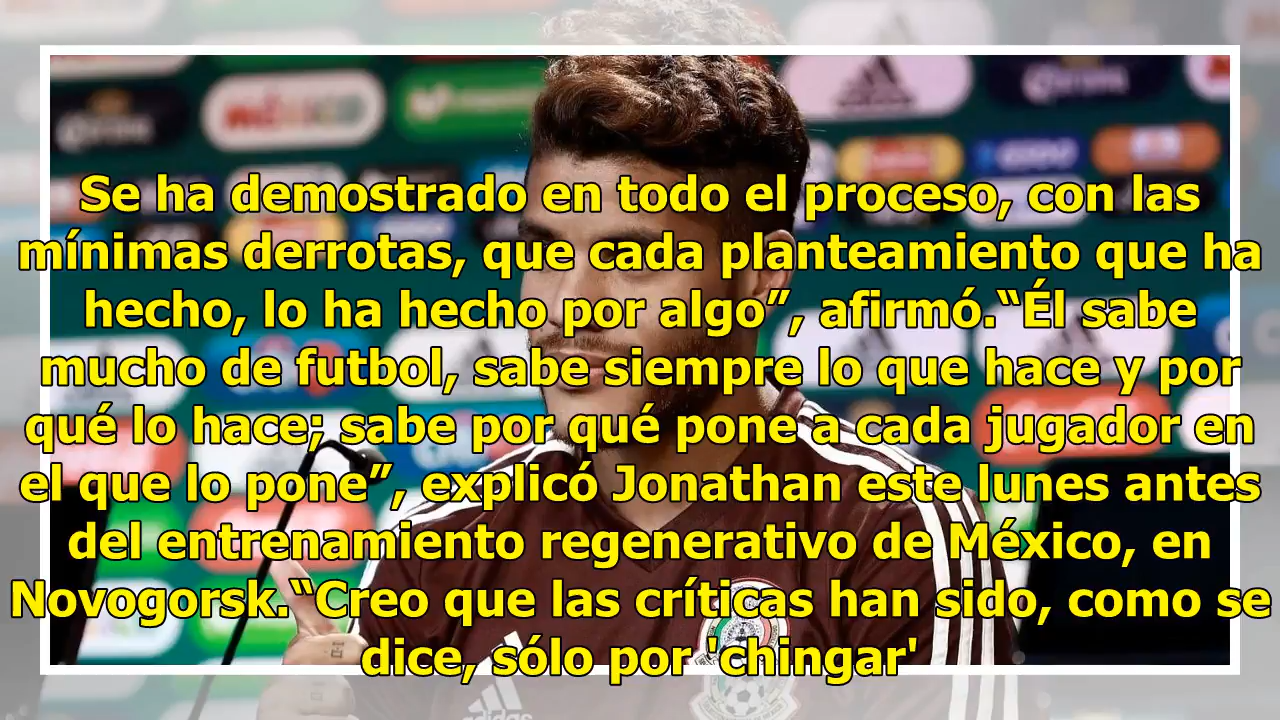 Se ha demostrado en todo el proceso, con las
mínimas derrotas, que cada planteamiento que ha
hecho, lo ha hecho por algo”, afirmó.“Él sabe
mucho de futbol, sabe siempre lo que hace y por
qué lo hace; sabe por qué pone a cada jugador en
el que lo pone”, explicó Jonathan este lunes antes
del entrenamiento regenerativo de México, en
Novogorsk.“Creo que las críticas han sido, como se
dice, sólo por 'chingar'
adidas